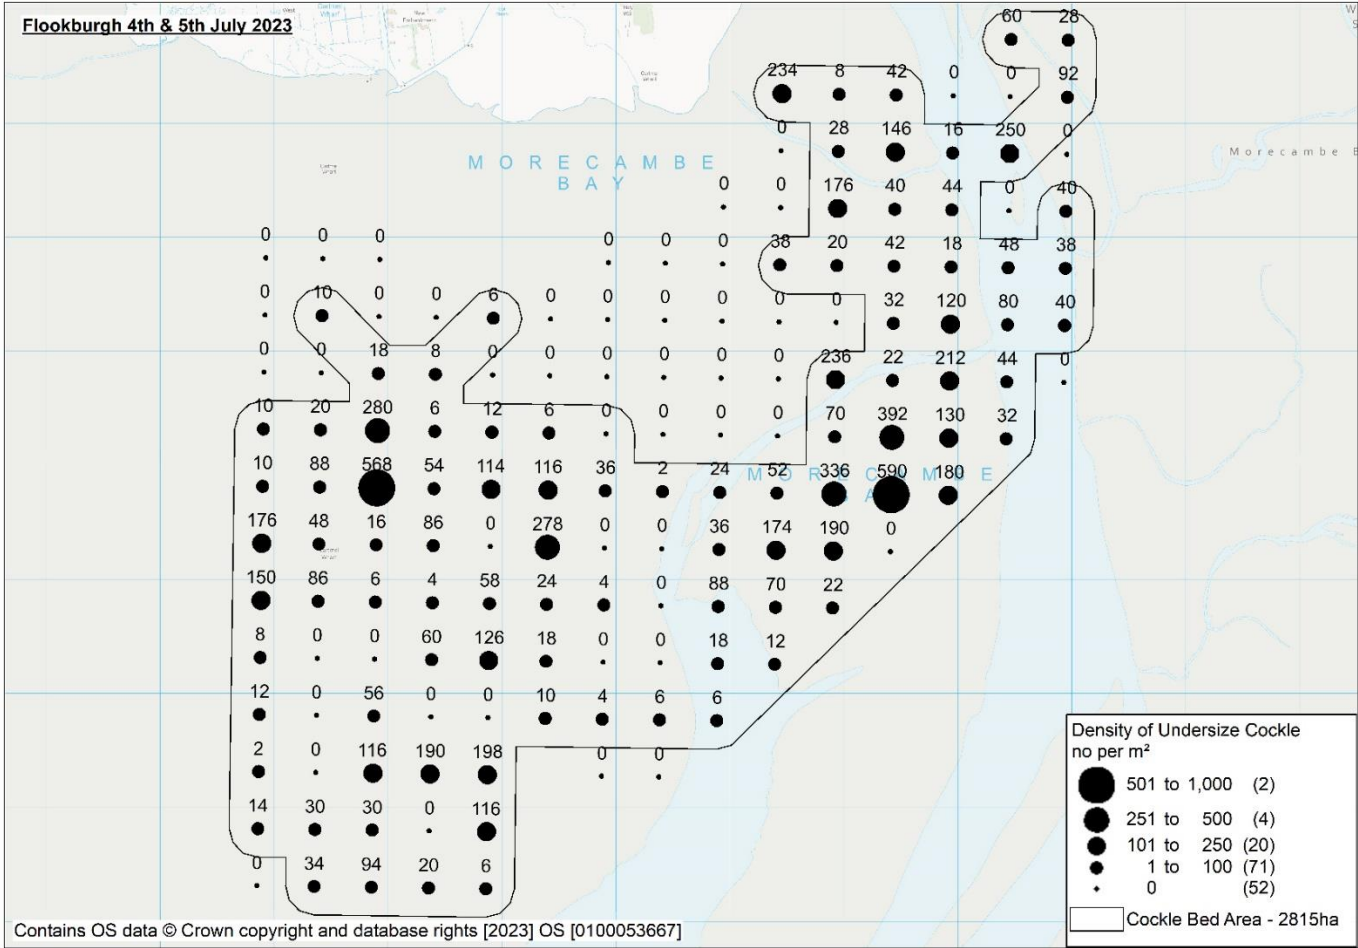 Flookburgh 4th & 5th July 2023
60 28
234 8 42 0 0 92
0 28 146 16 250 0
MORECAMBE
BAY
0 0 176 40 44 0 40
0 0 0 0 0 0 38 20 42 18 48 38
0 10 0 0 6 0 0 0 0 0 0 32 120 80 40
0 0 18 8 0 0 0 0 0 0 236 22 212 44 0
10 20 280 6 12 6 0 0 0 0 70 392 130 32
10 88 568 54 114 116 36 2 24 52 336 590 180
MORECAMBE
BAY
176 48 16 86 0 278 0 0 36 174 190 0
150 86 6 4 58 24 4 0 88 70 22
8 0 0 60 126 18 0 0 18 12
12 0 56 0 0 10 4 6 6
2 0 116 190 198 0 0
14 30 30 0 116
0 34 94 20 6
Density of Undersize Cockle
no per m²
501 to 1,000 (2)
251 to 500 (4)
101 to 250 (20)
1 to 100 (71)
0 (52)
Cockle Bed Area - 2815ha
Contains OS data © Crown copyright and database rights [2023] OS [0100053667]